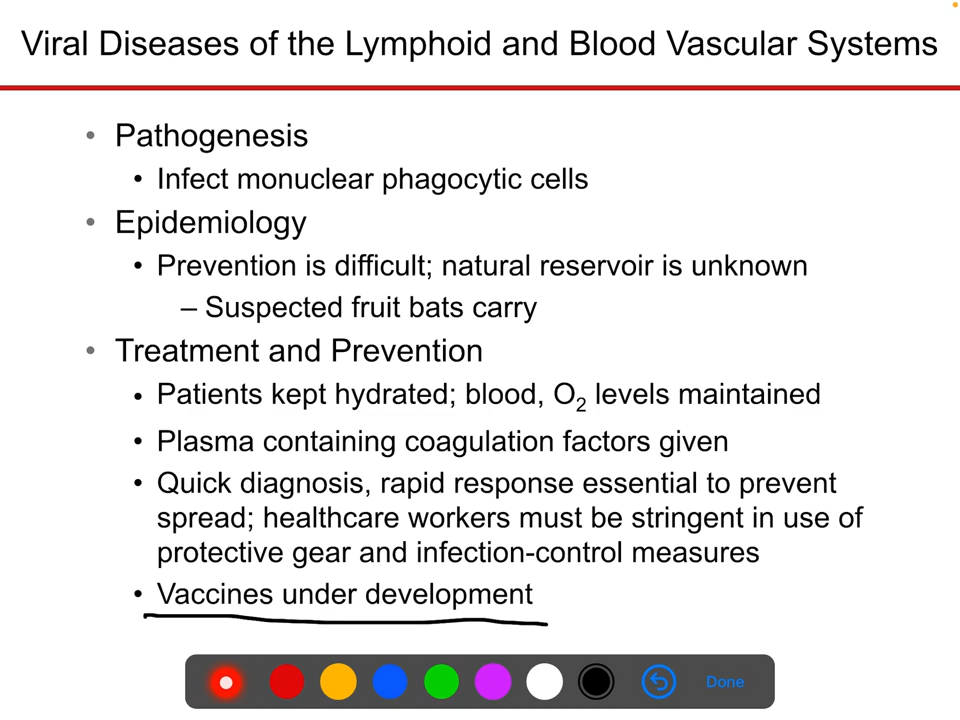 Viral Diseases of the Lymphoid and Blood Vascular Systems
• Pathogenesis
• Infect monuclear phagocytic cells
• Epidemiology
• Prevention is difficult; natural reservoir is unknown
– Suspected fruit bats carry
• Treatment and Prevention
• Patients kept hydrated; blood, O₂ levels maintained
• Plasma containing coagulation factors given
• Quick diagnosis, rapid response essential to prevent
spread; healthcare workers must be stringent in use of
protective gear and infection-control measures
• Vaccines under development
Done